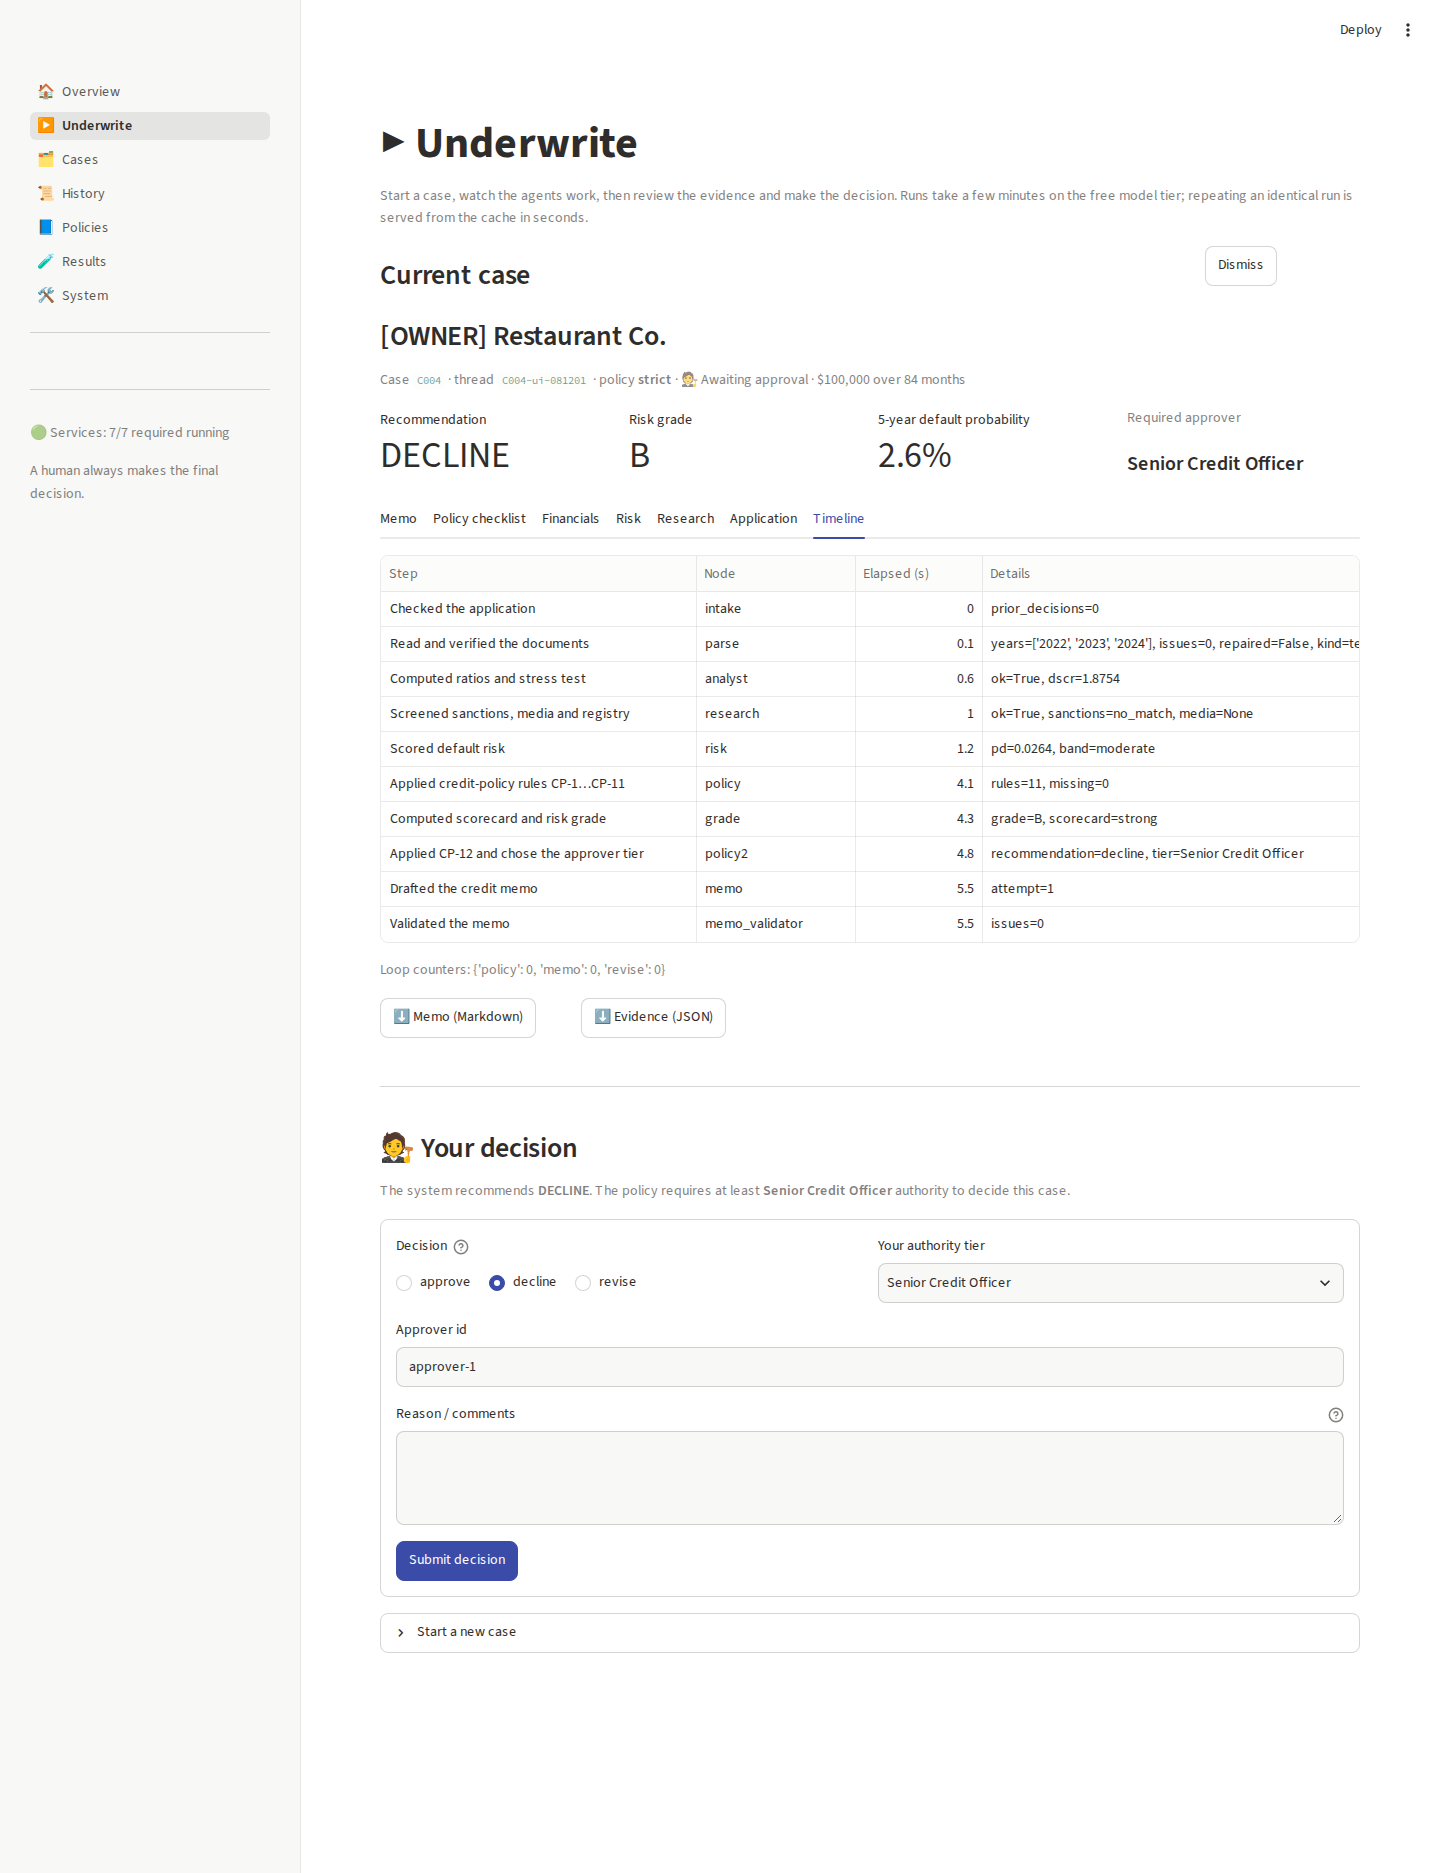 Deploy
Overview
Underwrite
Cases
History
Policies
Results
System
Services: 7/7 required running
A human always makes the final
decision.
Underwrite
Start a case, watch the agents work, then review the evidence and make the decision. Runs take a few minutes on the free model tier; repeating an identical run is
served from the cache in seconds.
Current case
Dismiss
[OWNER] Restaurant Co.
Case C004 · thread C004-ui-081201 · policy strict · Awaiting approval · $100,000 over 84 months
Recommendation Risk grade 5-year default probability Required approver
DECLINE B 2.6% Senior Credit Officer
Memo Policy checklist Financials Risk Research Application Timeline
Step Node Elapsed (s) Details
Checked the application intake 0 prior_decisions=0
Read and verified the documents parse 0.1 years=['2022', '2023', '2024'], issues=0, repaired=False, kind=te
Computed ratios and stress test analyst 0.6 ok=True, dscr=1.8754
Screened sanctions, media and registry research 1 ok=True, sanctions=no_match, media=None
Scored default risk risk 1.2 pd=0.0264, band=moderate
Applied credit-policy rules CP-1…CP-11 policy 4.1 rules=11, missing=0
Computed scorecard and risk grade grade 4.3 grade=B, scorecard=strong
Applied CP-12 and chose the approver tier policy2 4.8 recommendation=decline, tier=Senior Credit Officer
Drafted the credit memo memo 5.5 attempt=1
Validated the memo memo_validator 5.5 issues=0
Loop counters: {'policy': 0, 'memo': 0, 'revise': 0}
Memo (Markdown) Evidence (JSON)
Your decision
The system recommends DECLINE. The policy requires at least Senior Credit Officer authority to decide this case.
Decision Your authority tier
approve decline revise Senior Credit Officer
Approver id
approver-1
Reason / comments
Submit decision
Start a new case